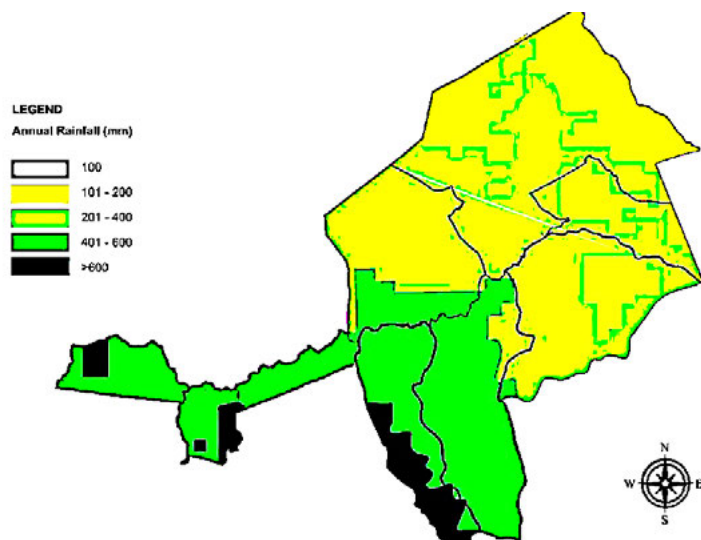 LEGEND
Annual Rainfall (mm)
100
101 - 200
201 - 400
401 - 600
>600
N
W E
S